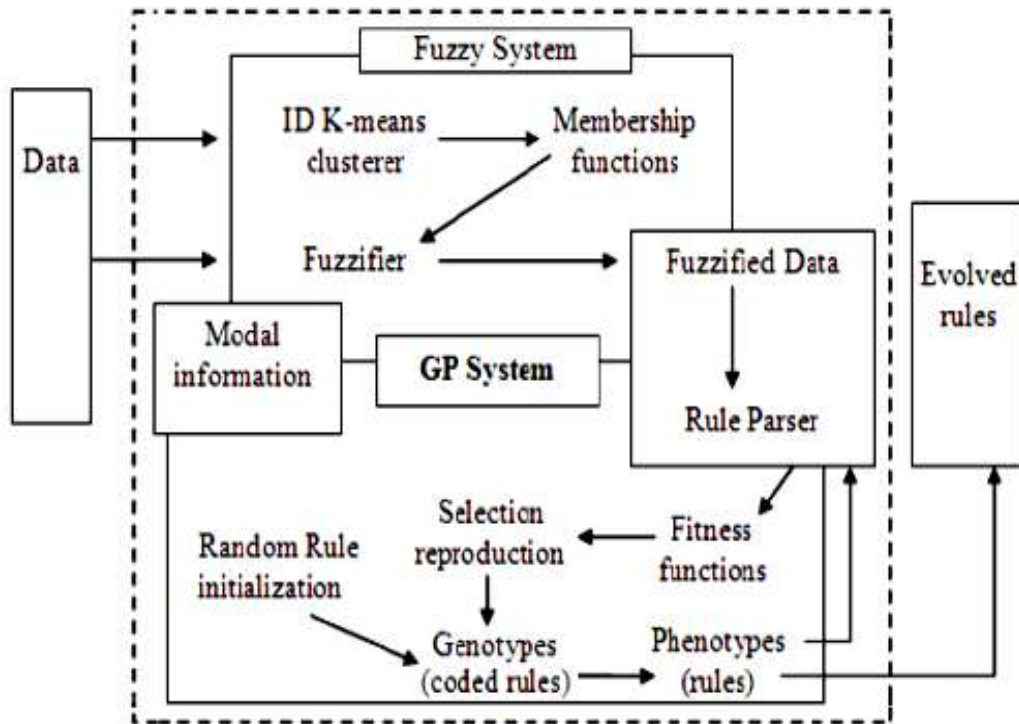 Fuzzy System
Data
ID K-means
clusterer
Membership
functions
Fuzzifier
Fuzzified Data
Evolved
rules
Modal
information
GP System
Rule Parser
Random Rule
initialization
Selection
reproduction
Fitness
functions
Genotypes
(coded rules)
Phenotypes
(rules)